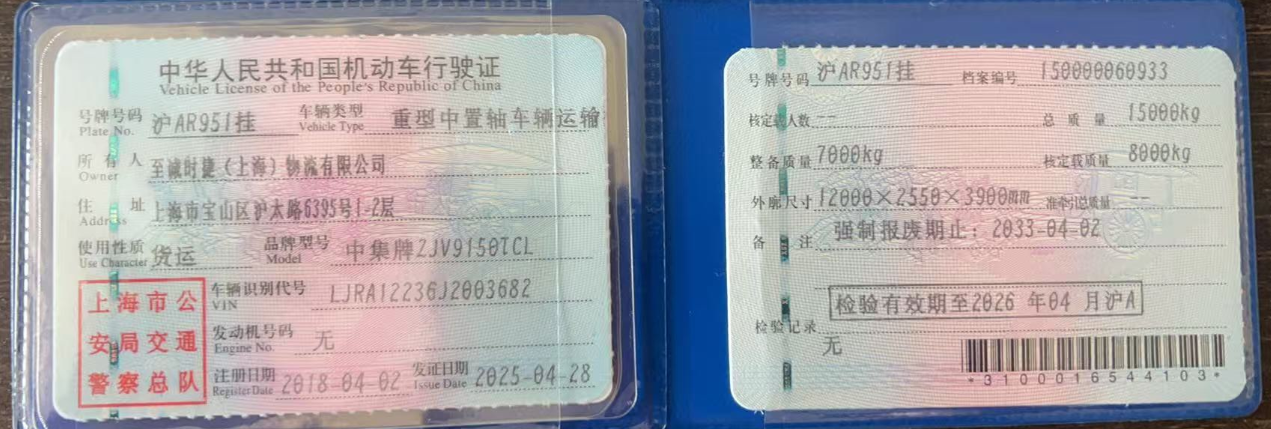 中华人民共和国机动车行驶证
Vehicle License of the People's Republic of China
号牌号码 沪AR951挂 车辆类型 重型中置轴车辆运输
Plate No. Vehicle Type
所有人 至诚时捷（上海）物流有限公司
Owner
住址 上海市宝山区沪太路6395号1-2层
Address
使用性质 货运 品牌型号 中集牌ZJV9150TCL
Use Character Model
上海市公
安局交通
警察总队
车辆识别代号 LJRA12236J2003682
VIN
发动机号码 无
Engine No.
注册日期 2018-04-02 发证日期 2025-04-28
Register Date Issue Date
号牌号码 沪AR951挂 档案编号 150000060933
核定载人数 -- 总质量 15000kg
整备质量 7000kg 核定载质量 8000kg
外廓尺寸 12000×2550×3900mm 准牵引总质量 --
备注 强制报废期止：2033-04-02
检验有效期至2026 年04 月沪A
检验记录
无
*3100016544103*